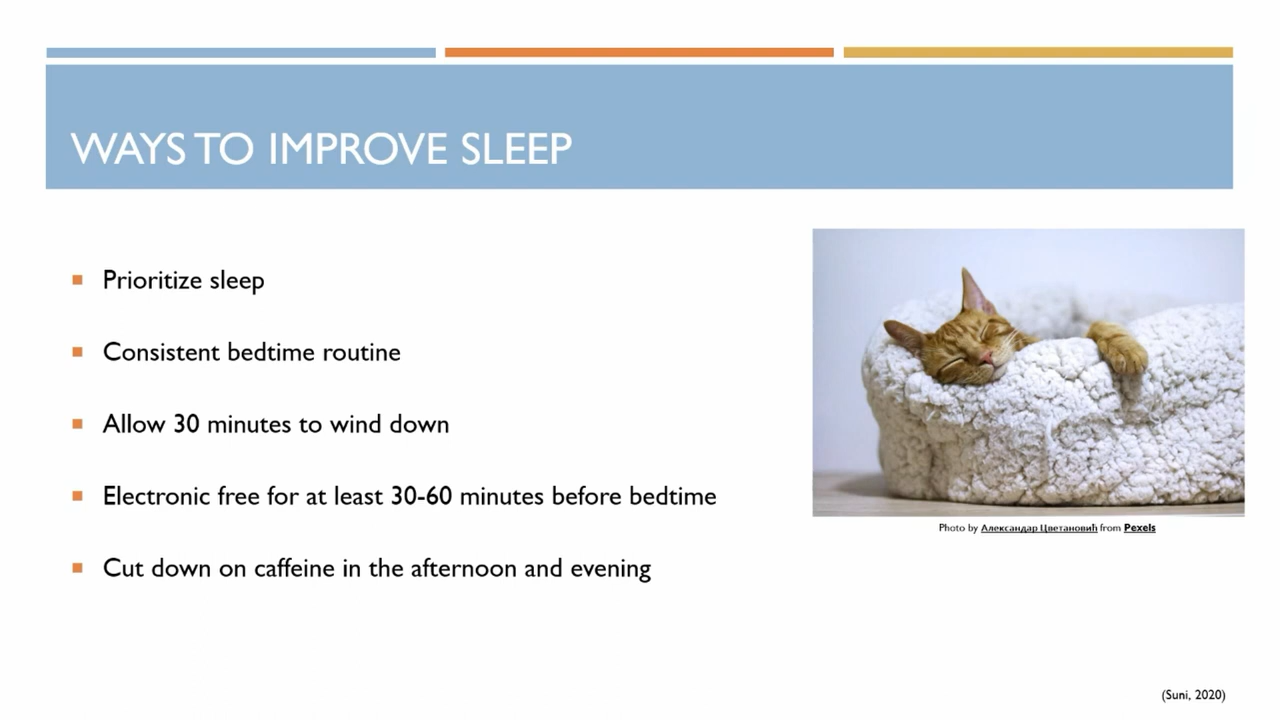 WAYS TO IMPROVE SLEEP
Prioritize sleep
Consistent bedtime routine
Allow 30 minutes to wind down
Electronic free for at least 30-60 minutes before bedtime
Cut down on caffeine in the afternoon and evening
Photo by Александар Цветановић from Pexels
(Suni, 2020)